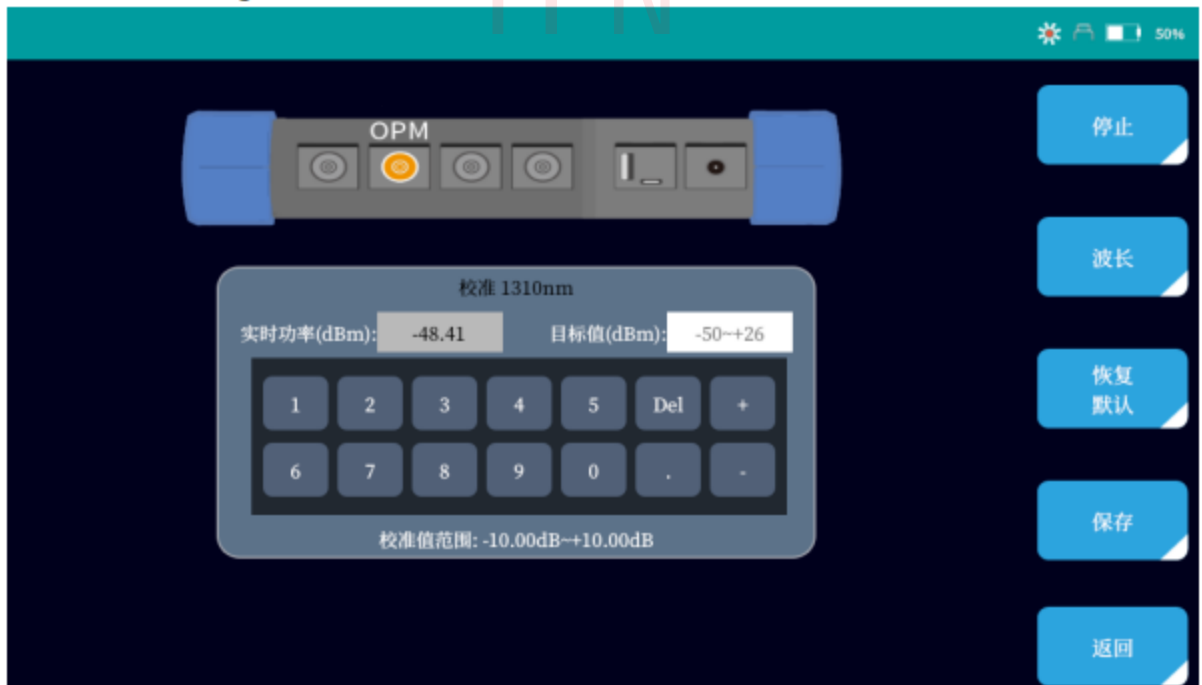 50%
OPM
停止
波长
校准 1310nm
实时功率(dBm): -48.41 目标值(dBm): -50~+26
恢复
默认
1 2 3 4 5 Del +
6 7 8 9 0 . -
保存
校准值范围: -10.00dB~+10.00dB
返回